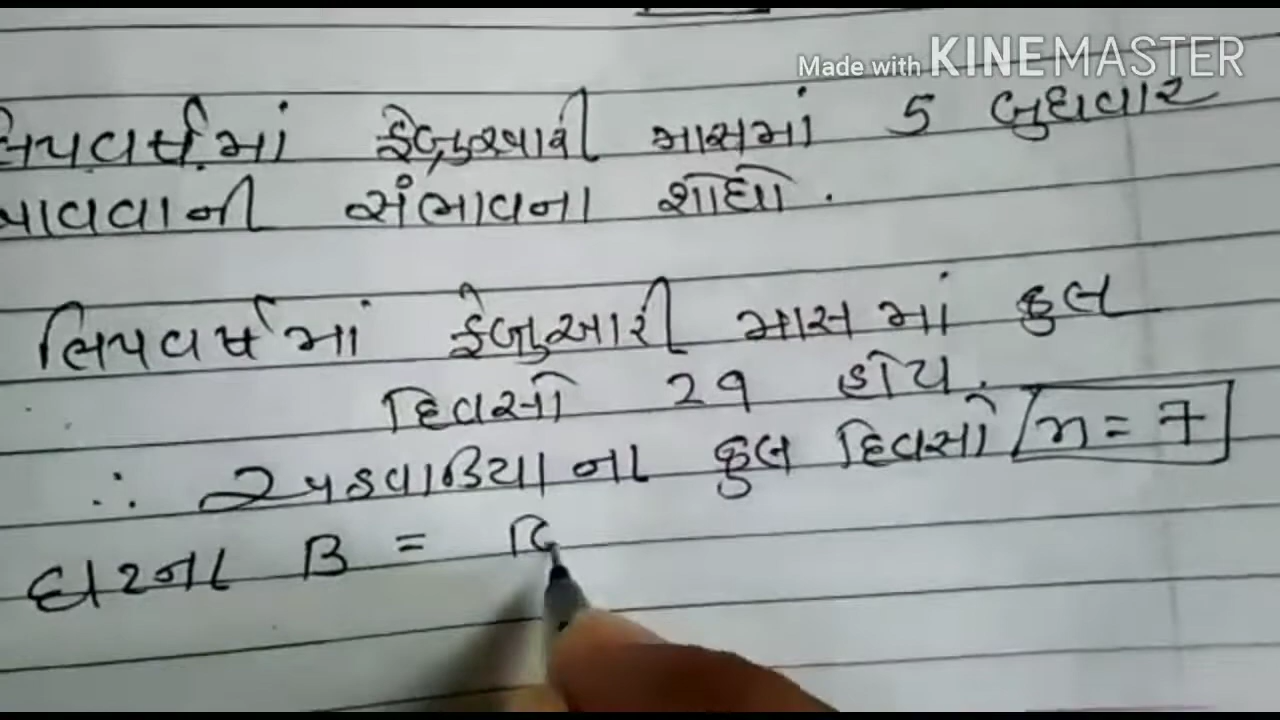 Made with KINEMASTER
લિપવર્ષમાં ફેબ્રુઆરી માસમાં 5 બુધવાર
આવવાની સંભાવના શોધો.
લિપવર્ષમાં ફેબ્રુઆરી માસમાં કુલ
દિવસો 29 હોય.
∴ અઠવાડિયાના કુલ દિવસો n = 7
ઘટના B =